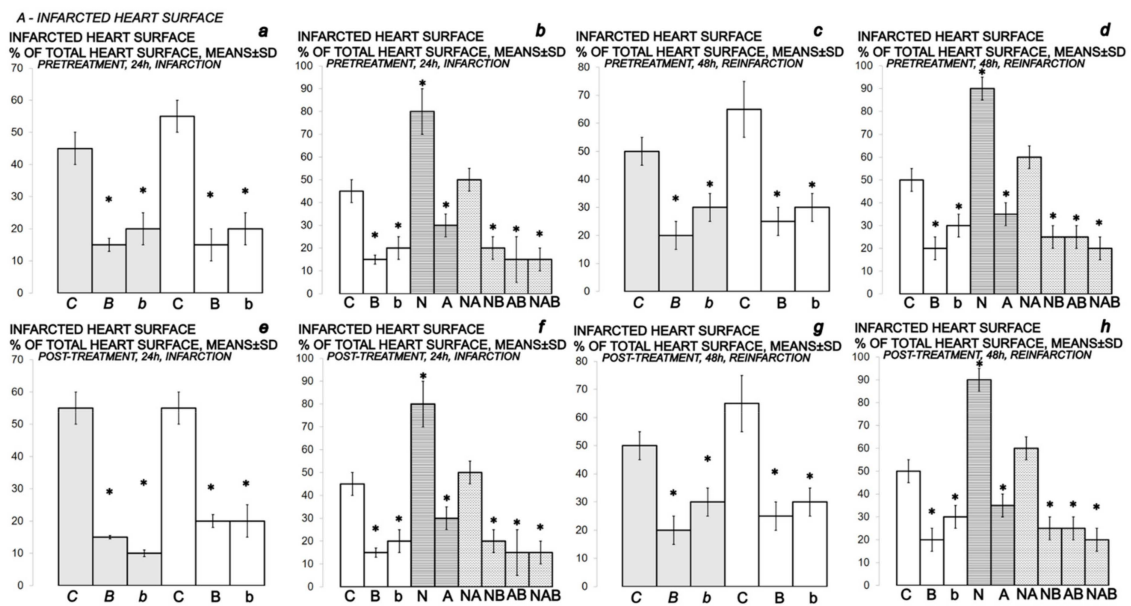 A - INFARCTED HEART SURFACE
a
INFARCTED HEART SURFACE
% OF TOTAL HEART SURFACE, MEANS±SD
PRETREATMENT, 24h, INFARCTION
70
60
50
40
30
20
10
0
C B b C B b
b
INFARCTED HEART SURFACE
% OF TOTAL HEART SURFACE, MEANS±SD
PRETREATMENT, 24h, INFARCTION
100
90
80
70
60
50
40
30
20
10
0
* * * * * * *
C B b N A NA NB AB NAB
c
INFARCTED HEART SURFACE
% OF TOTAL HEART SURFACE, MEANS±SD
PRETREATMENT, 48h, REINFARCTION
80
70
60
50
40
30
20
10
0
* * * *
C B b C B b
d
INFARCTED HEART SURFACE
% OF TOTAL HEART SURFACE, MEANS±SD
PRETREATMENT, 48h, REINFARCTION
100
90
80
70
60
50
40
30
20
10
0
* * * * * * *
C B b N A NA NB AB NAB
e
INFARCTED HEART SURFACE
% OF TOTAL HEART SURFACE, MEANS±SD
POST-TREATMENT, 24h, INFARCTION
70
60
50
40
30
20
10
0
* * * *
C B b C B b
f
INFARCTED HEART SURFACE
% OF TOTAL HEART SURFACE, MEANS±SD
POST-TREATMENT, 24h, INFARCTION
100
90
80
70
60
50
40
30
20
10
0
* * * * * * *
C B b N A NA NB AB NAB
g
INFARCTED HEART SURFACE
% OF TOTAL HEART SURFACE, MEANS±SD
POST-TREATMENT, 48h, REINFARCTION
80
70
60
50
40
30
20
10
0
* * * *
C B b C B b
h
INFARCTED HEART SURFACE
% OF TOTAL HEART SURFACE, MEANS±SD
POST-TREATMENT, 48h, REINFARCTION
100
90
80
70
60
50
40
30
20
10
0
* * * * * * *
C B b N A NA NB AB NAB